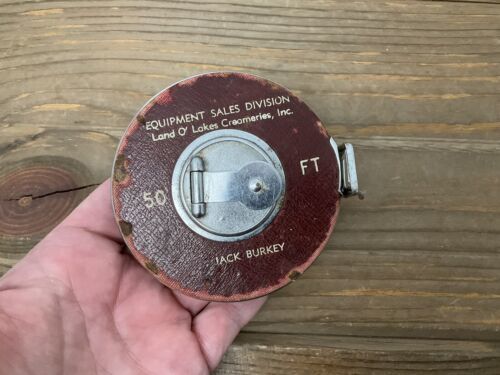 EQUIPMENT SALES DIVISION
Land O' Lakes Creameries, Inc.
50 FT
JACK BURKEY